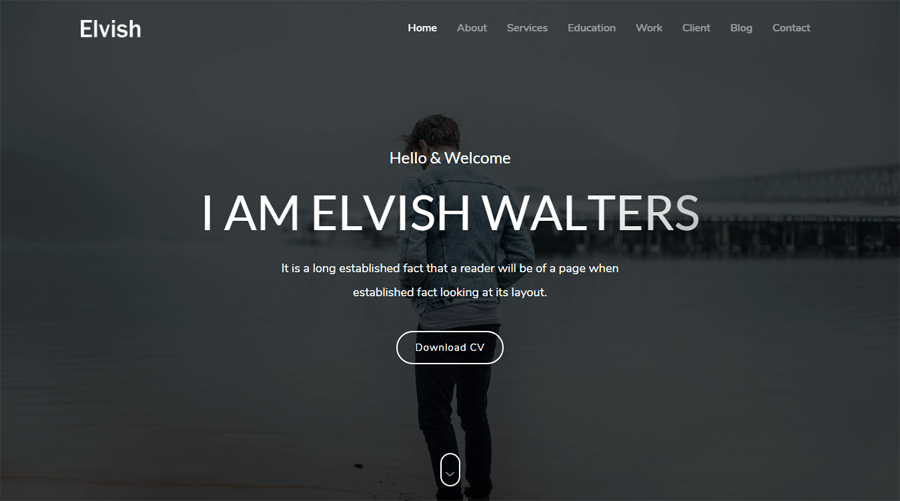 Elvish
Home About Services Education Work Client Blog Contact
Hello & Welcome
I AM ELVISH WALTERS
It is a long established fact that a reader will be of a page when
established fact looking at its layout.
Download CV